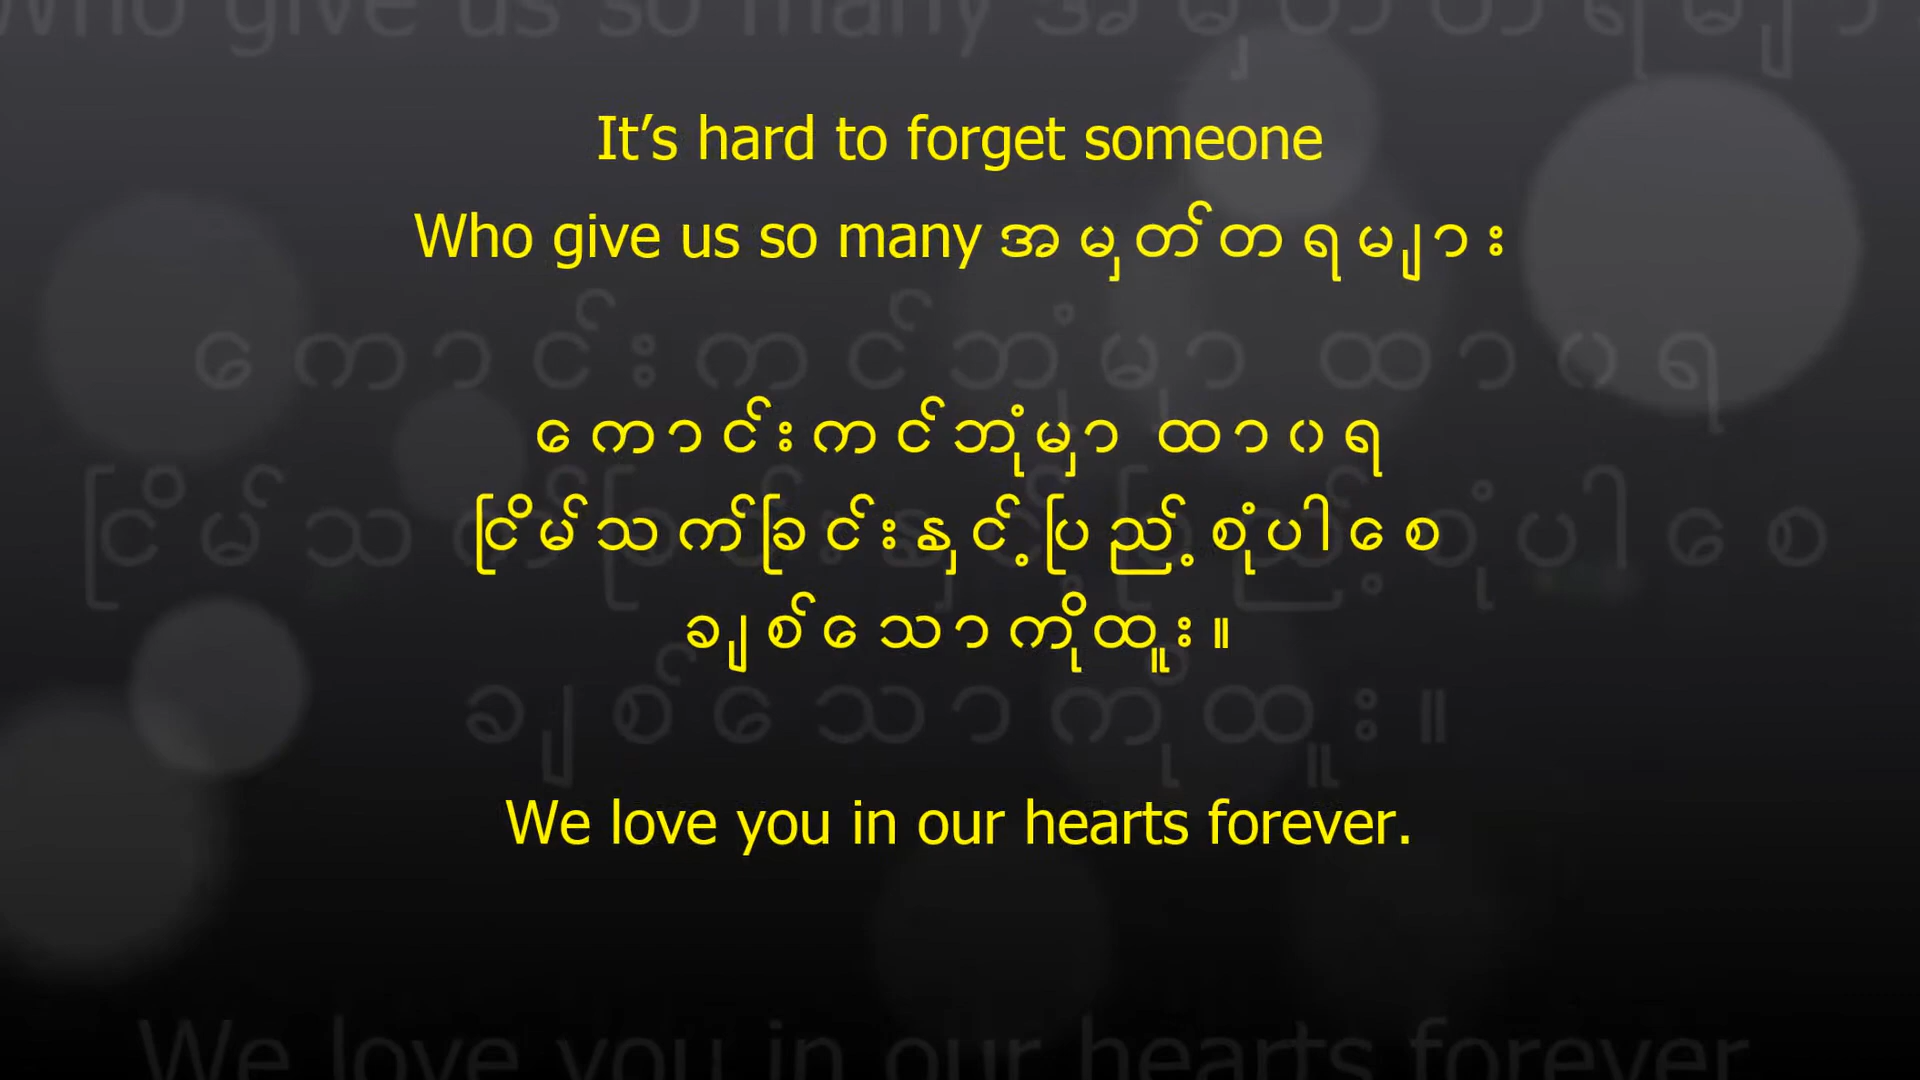 It’s hard to forget someone
Who give us so many အမှတ်တရများ
ကောင်းကင်ဘုံမှာ ထာ၀ရ
ငြိမ်သက်ခြင်းနှင့်ပြည့်စုံပါစေ
ချစ်သောကိုထူး။
We love you in our hearts forever.